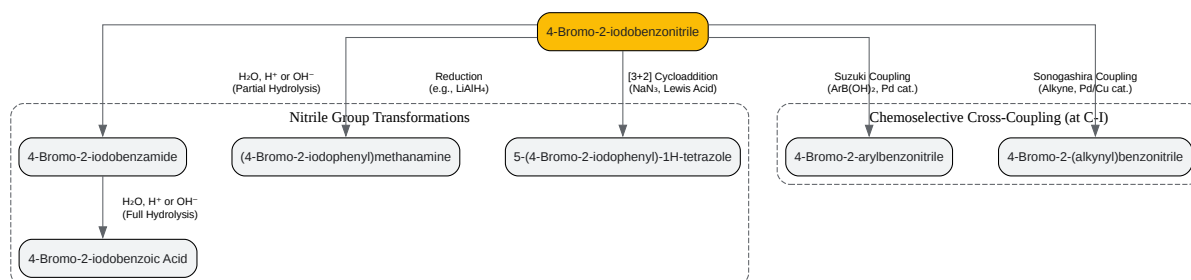 4-Bromo-2-iodobenzonitrile
H₂O, H⁺ or OH⁻
(Partial Hydrolysis)
Reduction
(e.g., LiAlH₄)
[3+2] Cycloaddition
(NaN₃, Lewis Acid)
Suzuki Coupling
(ArB(OH)₂, Pd cat.)
Sonogashira Coupling
(Alkyne, Pd/Cu cat.)
Nitrile Group Transformations
Chemoselective Cross-Coupling (at C-I)
4-Bromo-2-iodobenzamide
(4-Bromo-2-iodophenyl)methanamine
5-(4-Bromo-2-iodophenyl)-1H-tetrazole
4-Bromo-2-arylbenzonitrile
4-Bromo-2-(alkynyl)benzonitrile
H₂O, H⁺ or OH⁻
(Full Hydrolysis)
4-Bromo-2-iodobenzoic Acid